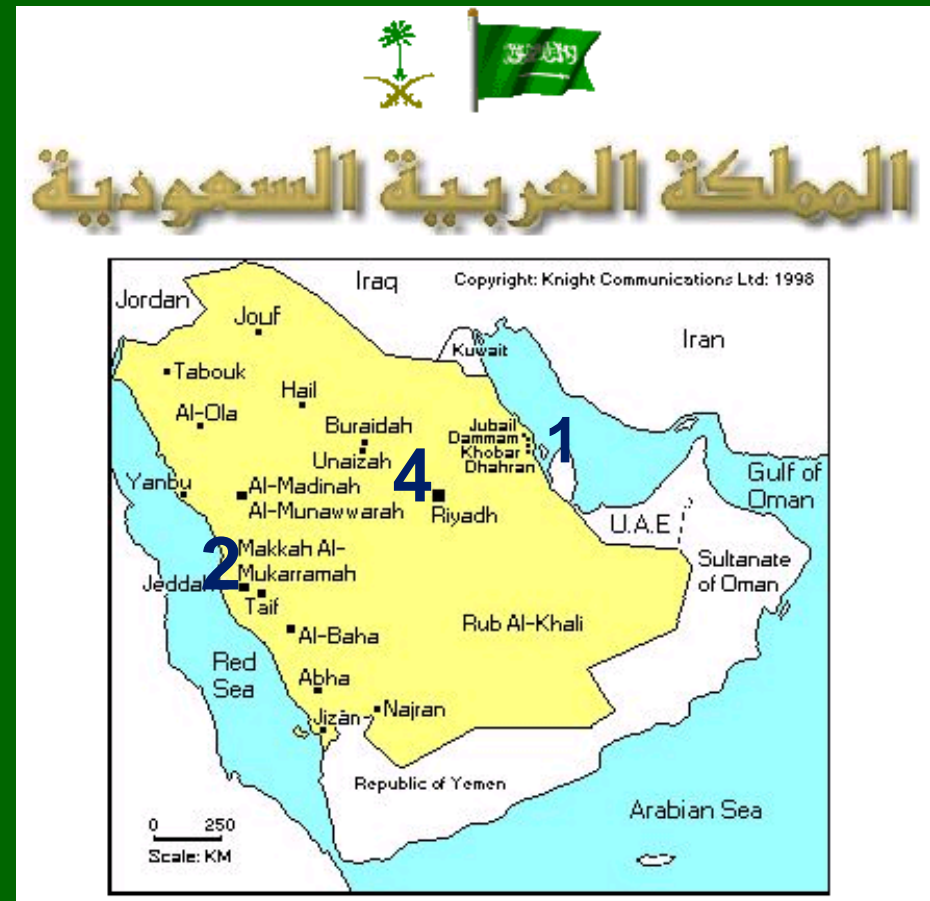 المملكة العربية السعودية
Copyright: Knight Communications Ltd: 1998
Iraq
Jordan
Jouf
Iran
Kuwait
Tabouk
Hail
Al-Ola
Buraidah
Unaizah
Jubail
Dammam
Khobar
Dhahran
1
4
Gulf of
Oman
Yanbu
Al-Madinah
Al-Munawwarah
Riyadh
U.A.E
2
Makkah Al-
Mukarramah
Jeddah
Taif
Sultanate
of Oman
Al-Baha
Rub Al-Khali
Red
Sea
Abha
Jizan
Najran
Republic of Yemen
Arabian Sea
0 250
Scale: KM